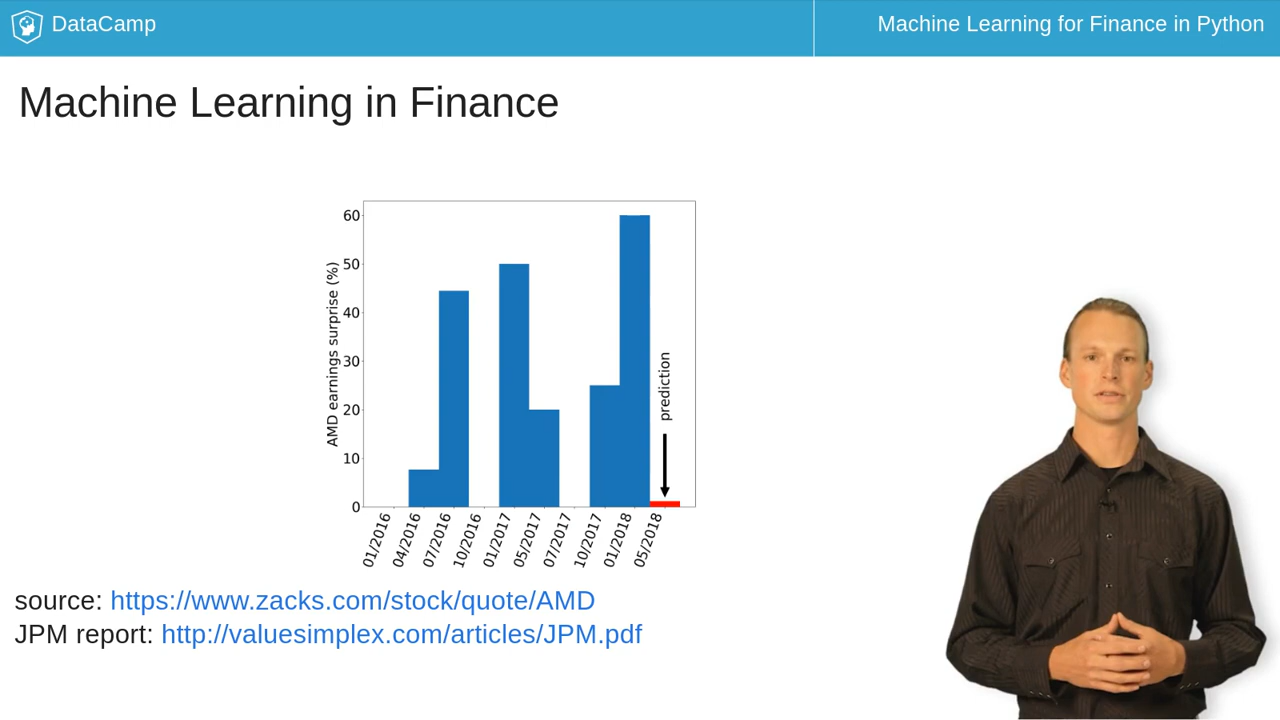 DataCamp
Machine Learning for Finance in Python
Machine Learning in Finance
60
50
40
30
20
10
0
AMD earnings surprise (%)
prediction
01/2016
04/2016
07/2016
10/2016
01/2017
05/2017
07/2017
10/2017
01/2018
05/2018
source: https://www.zacks.com/stock/quote/AMD
JPM report: http://valuesimplex.com/articles/JPM.pdf